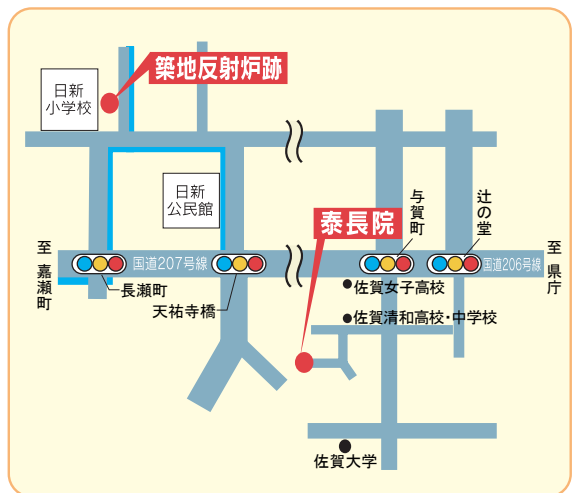 築地反射炉跡
日新
小学校
日新
公民館
泰長院
与賀町
辻の堂
至 嘉瀬町
国道207号線
国道206号線
至 県庁
長瀬町
天祐寺橋
佐賀女子高校
佐賀清和高校・中学校
佐賀大学